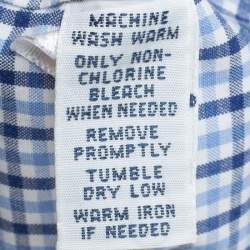 MACHINE
WASH WARM
ONLY NON-
CHLORINE
BLEACH
WHEN NEEDED
REMOVE
PROMPTLY
TUMBLE
DRY LOW
WARM IRON
IF NEEDED